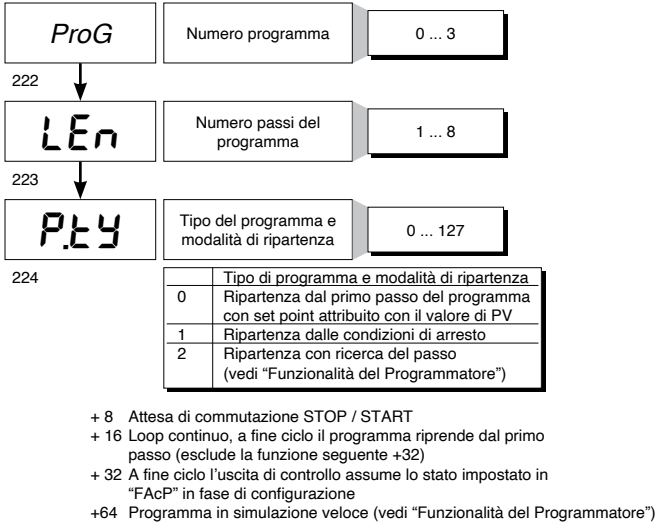 ProG
Numero programma
0 ... 3
222
LEn
Numero passi del
programma
1 ... 8
223
P.tY
Tipo del programma e
modalità di ripartenza
0 ... 127
224
Tipo di programma e modalità di ripartenza
0 Ripartenza dal primo passo del programma
con set point attribuito con il valore di PV
1 Ripartenza dalle condizioni di arresto
2 Ripartenza con ricerca del passo
(vedi “Funzionalità del Programmatore”)
+ 8 Attesa di commutazione STOP / START
+ 16 Loop continuo, a fine ciclo il programma riprende dal primo
passo (esclude la funzione seguente +32)
+ 32 A fine ciclo l'uscita di controllo assume lo stato impostato in
“FAcP” in fase di configurazione
+64 Programma in simulazione veloce (vedi “Funzionalità del Programmatore”)